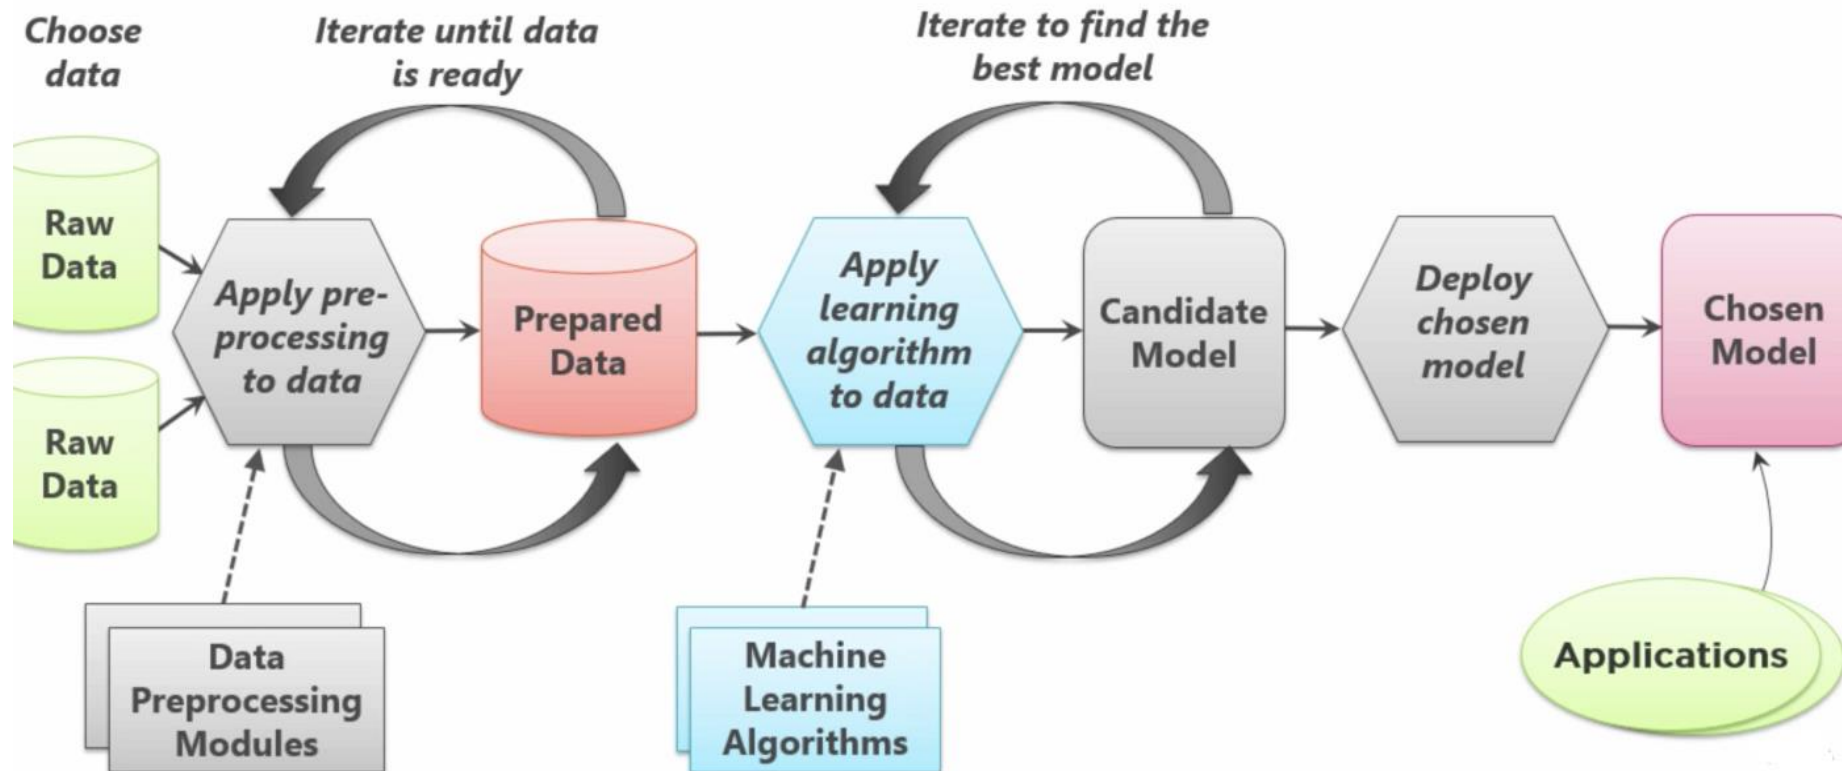 Choose
data
Iterate until data
is ready
Iterate to find the
best model
Raw
Data
Raw
Data
Apply pre-
processing
to data
Prepared
Data
Apply
learning
algorithm
to data
Candidate
Model
Deploy
chosen
model
Chosen
Model
Data
Preprocessing
Modules
Machine
Learning
Algorithms
Applications